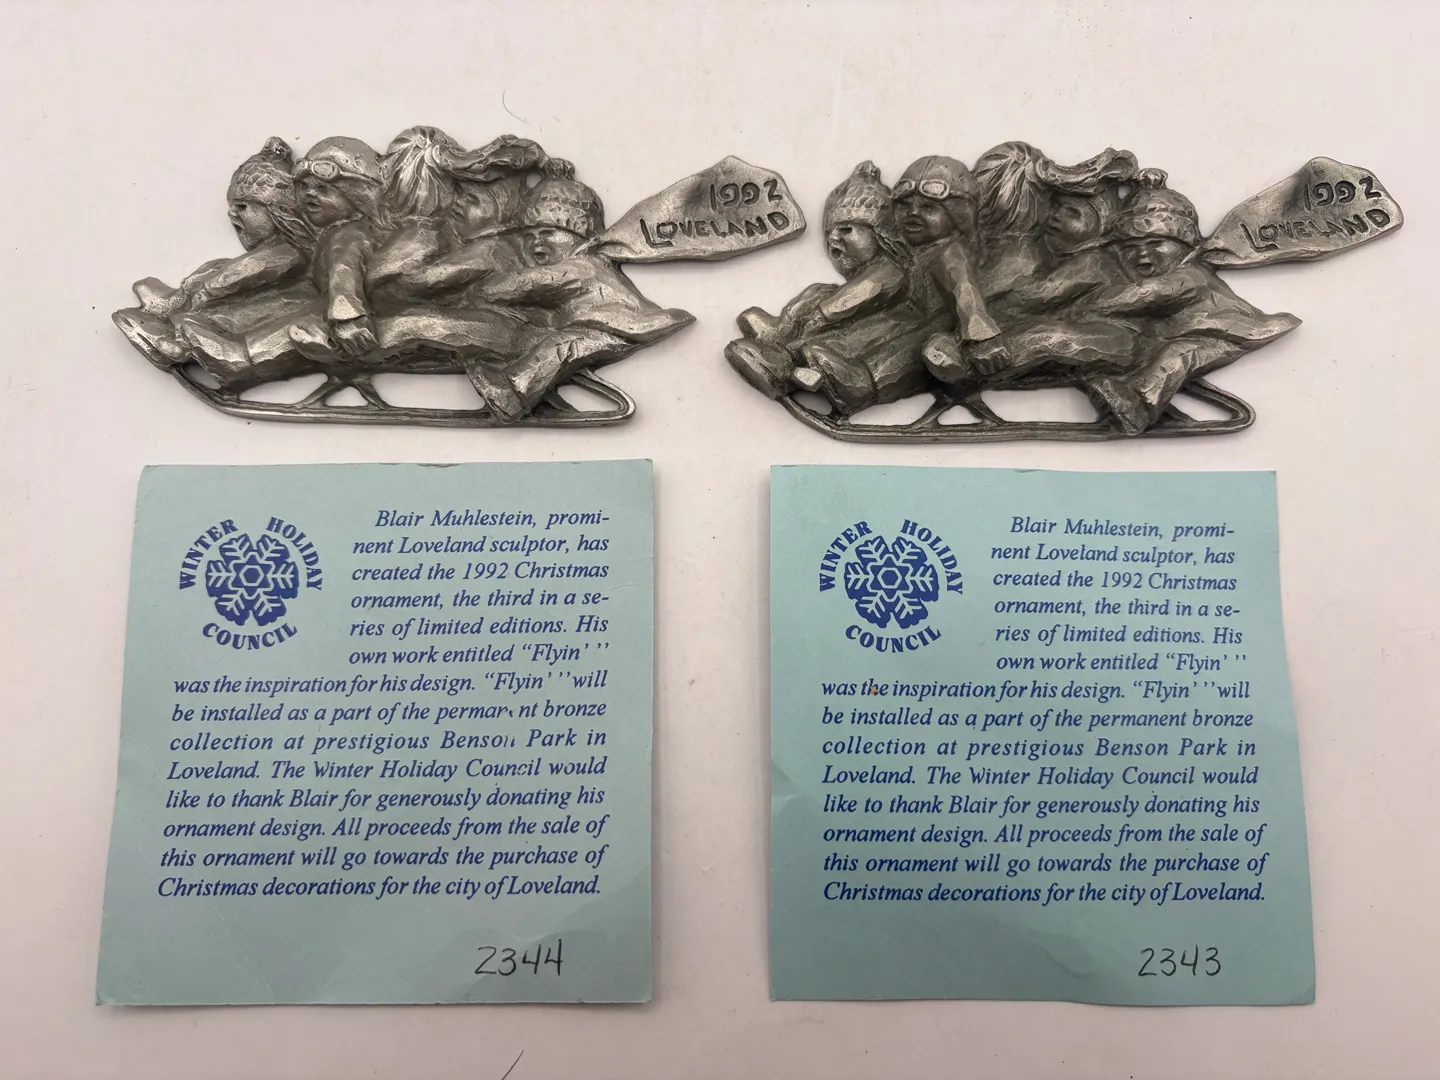 1992
LOVELAND
1992
LOVELAND
WINTER HOLIDAY
COUNCIL
Blair Muhlestein, promi-
nent Loveland sculptor, has
created the 1992 Christmas
ornament, the third in a se-
ries of limited editions. His
own work entitled “Flyin’ ’’
was the inspiration for his design. “Flyin’ ’’will
be installed as a part of the permanent bronze
collection at prestigious Benson Park in
Loveland. The Winter Holiday Council would
like to thank Blair for generously donating his
ornament design. All proceeds from the sale of
this ornament will go towards the purchase of
Christmas decorations for the city of Loveland.
2344
WINTER HOLIDAY
COUNCIL
Blair Muhlestein, promi-
nent Loveland sculptor, has
created the 1992 Christmas
ornament, the third in a se-
ries of limited editions. His
own work entitled “Flyin’ ’’
was the inspiration for his design. “Flyin’ ’’will
be installed as a part of the permanent bronze
collection at prestigious Benson Park in
Loveland. The Winter Holiday Council would
like to thank Blair for generously donating his
ornament design. All proceeds from the sale of
this ornament will go towards the purchase of
Christmas decorations for the city of Loveland.
2343